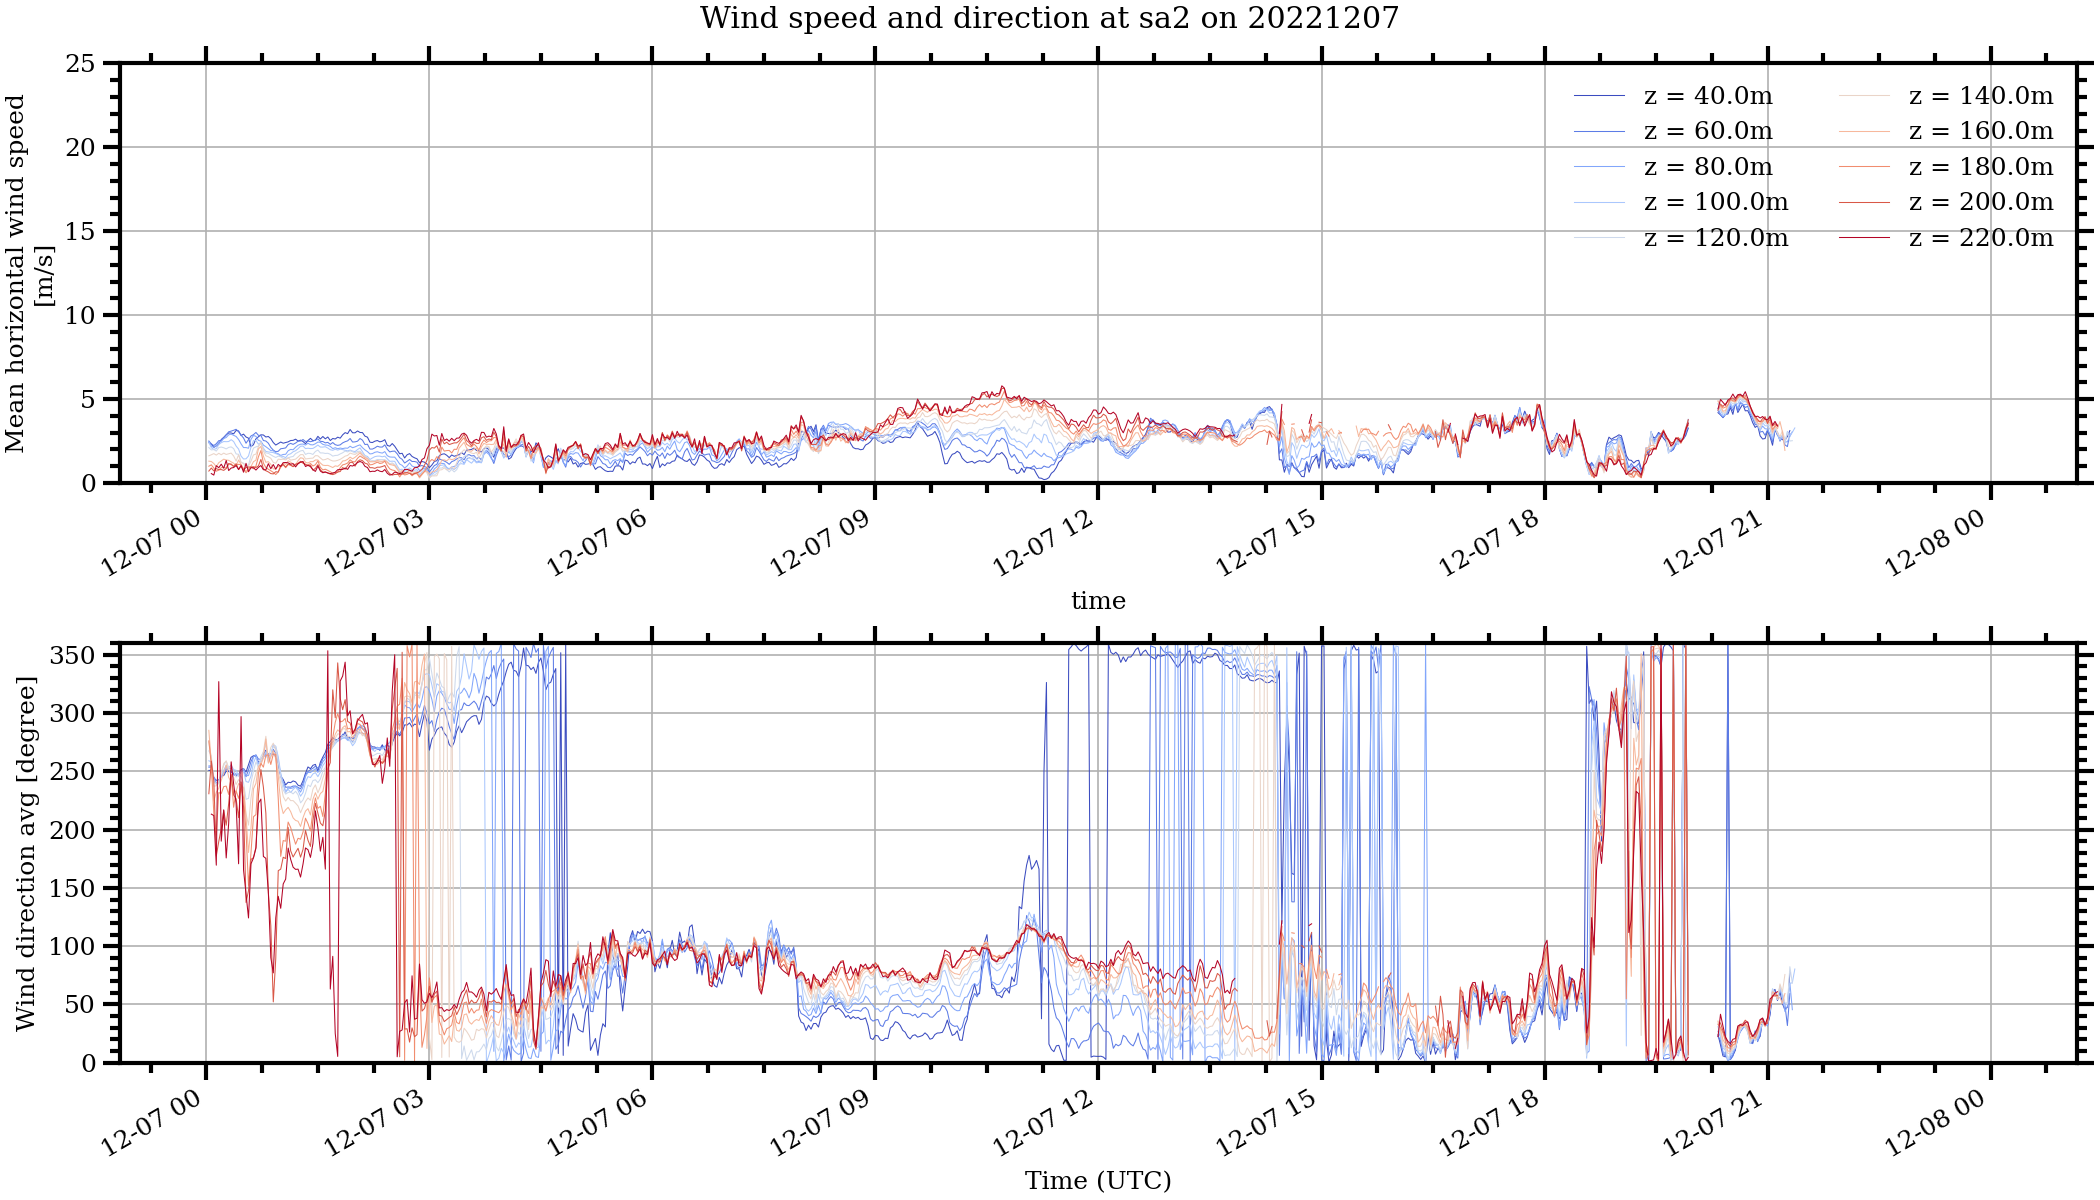 Wind speed and direction at sa2 on 20221207
Mean horizontal wind speed
[m/s]
25
20
15
10
5
0
z = 40.0m
z = 60.0m
z = 80.0m
z = 100.0m
z = 120.0m
z = 140.0m
z = 160.0m
z = 180.0m
z = 200.0m
z = 220.0m
12-07 00
12-07 03
12-07 06
12-07 09
12-07 12
12-07 15
12-07 18
12-07 21
12-08 00
time
Wind direction avg [degree]
350
300
250
200
150
100
50
0
12-07 00
12-07 03
12-07 06
12-07 09
12-07 12
12-07 15
12-07 18
12-07 21
12-08 00
Time (UTC)